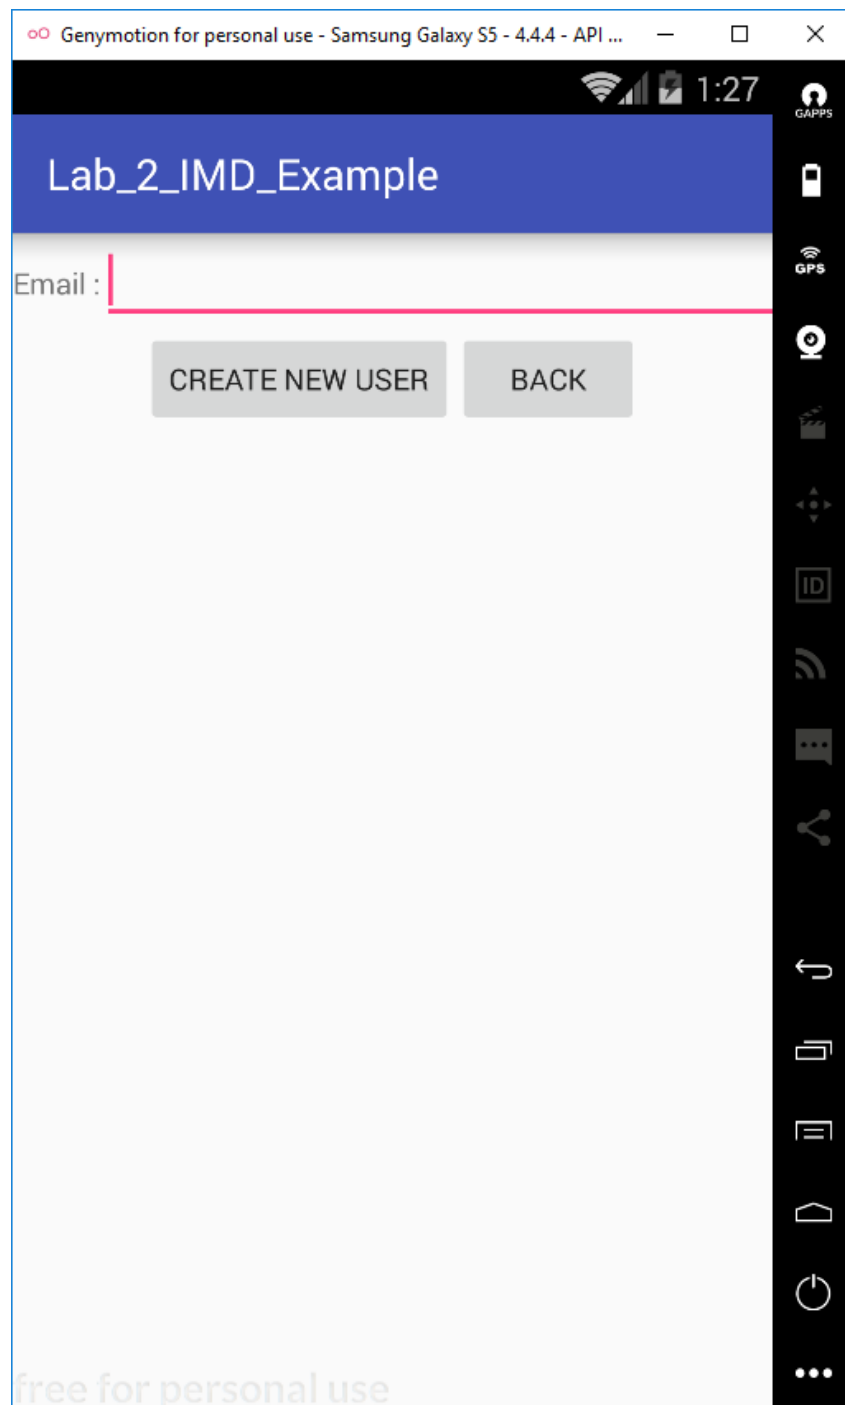 Genymotion for personal use - Samsung Galaxy S5 - 4.4.4 - API ...
1:27
GAPPS
Lab_2_IMD_Example
GPS
Email :
CREATE NEW USER
BACK
ID
free for personal use